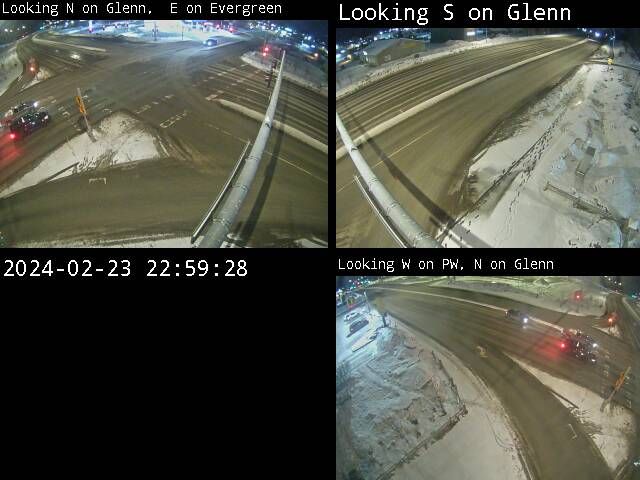 Looking N on Glenn,  E on Evergreen
Looking S on Glenn
2024-02-23 22:59:28
Looking W on PW, N on Glenn